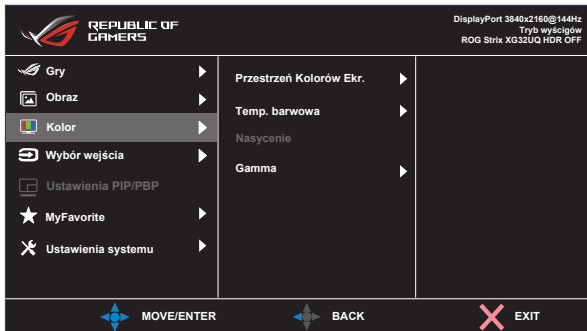 REPUBLIC OF
GAMERS
DisplayPort 3840x2160@144Hz
Tryb wyścigów
ROG Strix XG32UQ HDR OFF
Gry
Obraz
Kolor
Wybór wejścia
Ustawienia PIP/PBP
MyFavorite
Ustawienia systemu
Przestrzeń Kolorów Ekr.
Temp. barwowa
Nasycenie
Gamma
MOVE/ENTER
BACK
EXIT